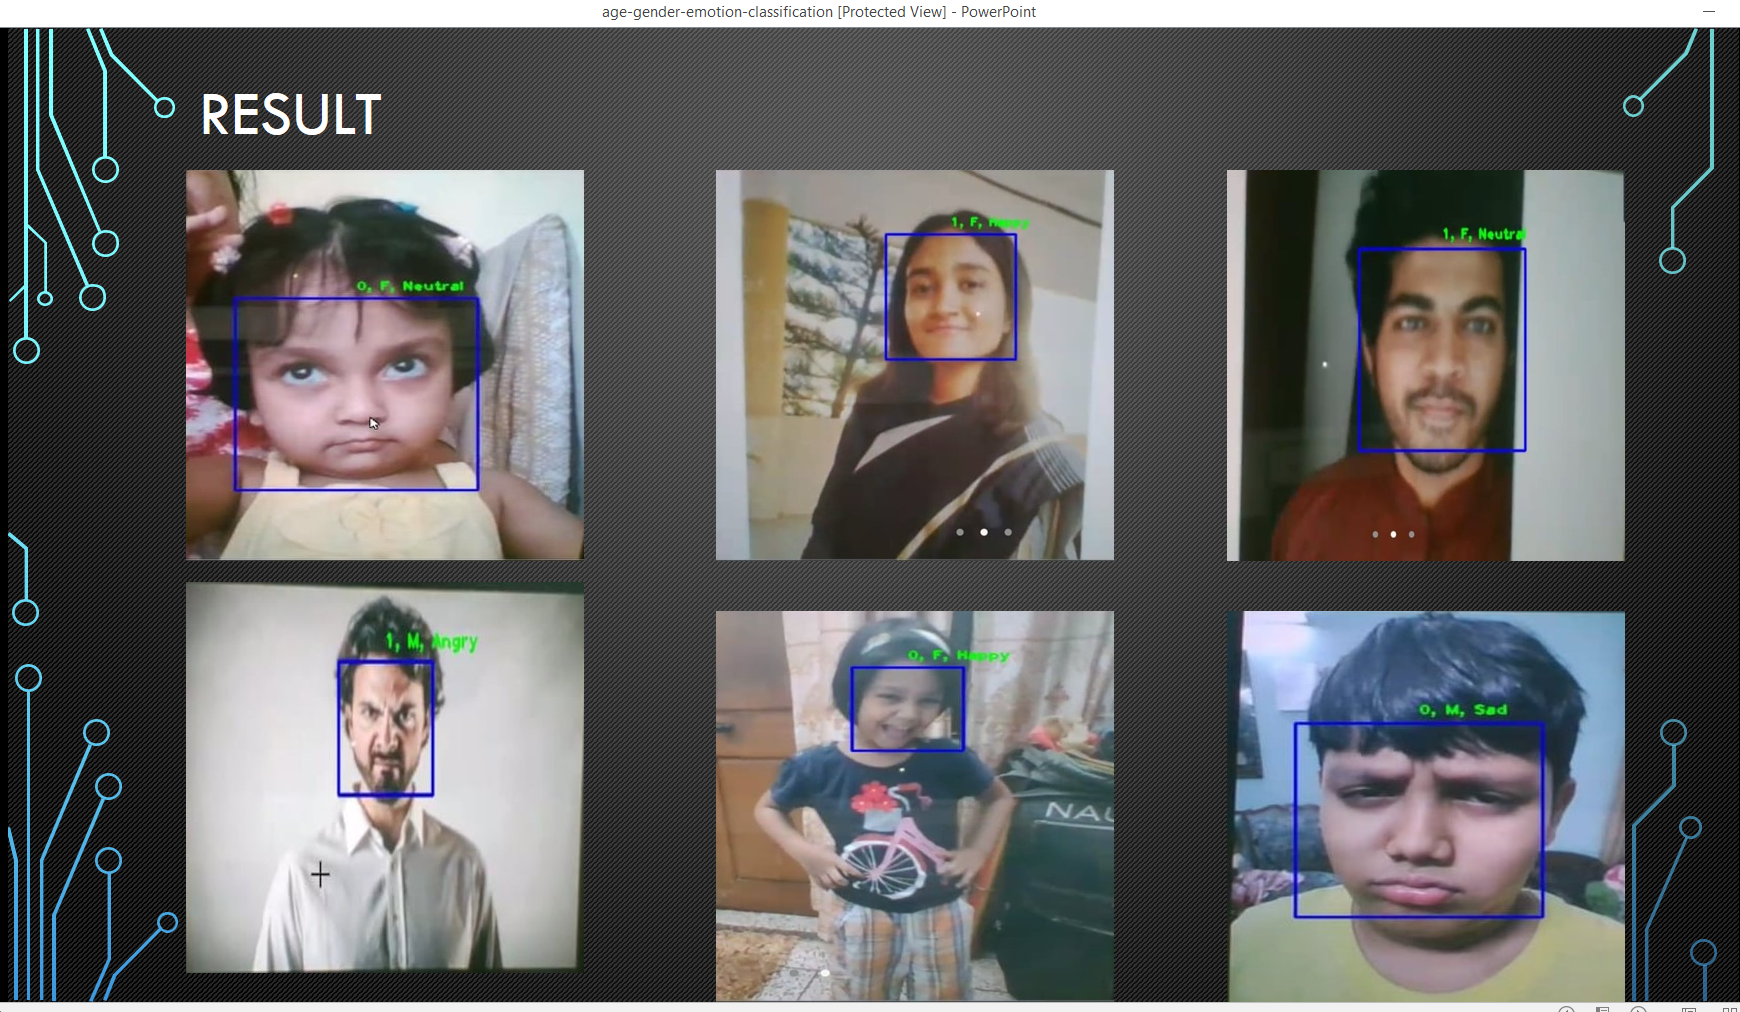 age-gender-emotion-classification [Protected View] - PowerPoint
RESULT
0, F, Neutral
1, F, Happy
1, F, Neutral
1, M, Angry
0, F, Happy
0, M, Sad
NAU